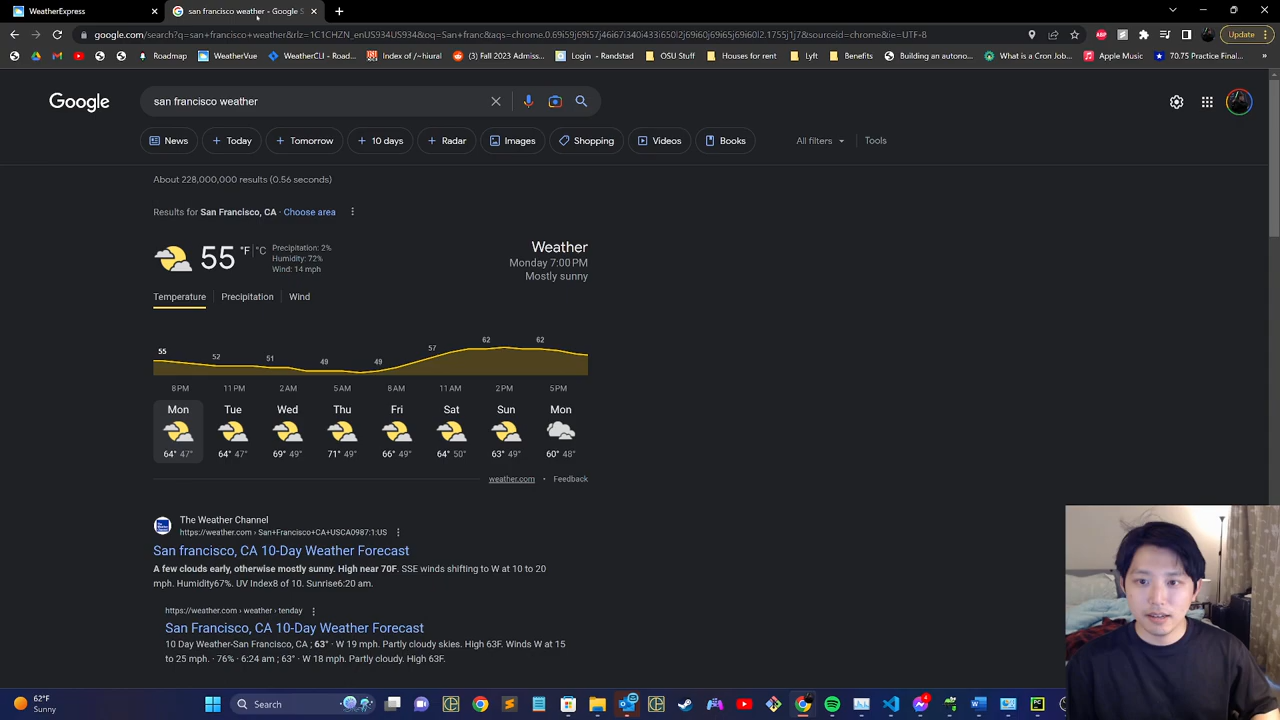 WeatherExpress
san francisco weather - Google S
google.com/search?q=san+francisco+weather&rlz=1C1CHZN_enUS934US934&oq=San+franc&aqs=chrome.0.69i59j46i67i340i433i650l2j69i60j69i65j69i60l2.1755j1j7&sourceid=chrome&ie=UTF-8
Update
Roadmap
WeatherVue
WeatherCLI - Road...
Index of /~hiural
(3) Fall 2023 Admiss...
Login - Randstad
OSU Stuff
Houses for rent
Lyft
Benefits
Building an autono...
What is a Cron Job...
Apple Music
70.75 Practice Final...
Google
san francisco weather
News
Today
Tomorrow
10 days
Radar
Images
Shopping
Videos
Books
All filters
Tools
About 228,000,000 results (0.56 seconds)
Results for San Francisco, CA · Choose area
55 °F | °C
Precipitation: 2%
Humidity: 72%
Wind: 14 mph
Weather
Monday 7:00 PM
Mostly sunny
Temperature | Precipitation | Wind
55 52 51 49 49 57 62 62
8 PM 11 PM 2 AM 5 AM 8 AM 11 AM 2 PM 5 PM
Mon Tue Wed Thu Fri Sat Sun Mon
64° 47° 64° 47° 69° 49° 71° 49° 66° 49° 64° 50° 63° 49° 60° 48°
weather.com • Feedback
The Weather Channel
https://weather.com › San+Francisco+CA+USCA0987:1:US
San francisco, CA 10-Day Weather Forecast
A few clouds early, otherwise mostly sunny. High near 70F. SSE winds shifting to W at 10 to 20
mph. Humidity67%. UV Index8 of 10. Sunrise6:20 am.
https://weather.com › weather › tenday
San Francisco, CA 10-Day Weather Forecast
10 Day Weather-San Francisco, CA ; 63° · W 19 mph. Partly cloudy skies. High 63F. Winds W at 15
to 25 mph. · 76% · 6:24 am ; 63° · W 18 mph. Partly cloudy. High 63F.
62°F
Sunny
Search